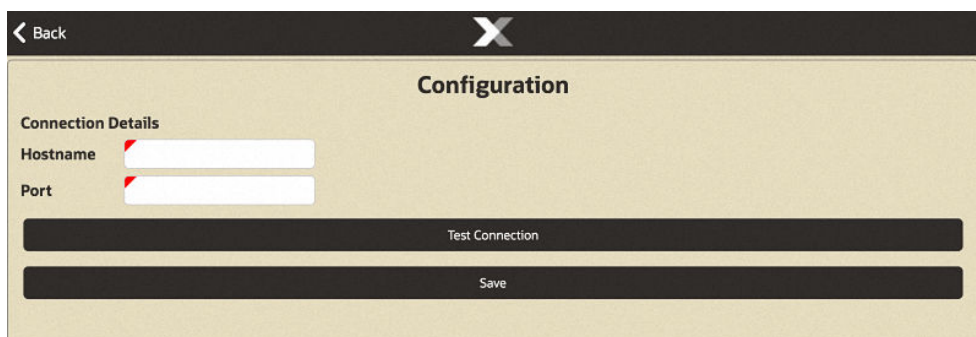 Back
Configuration
Connection Details
Hostname
Port
Test Connection
Save